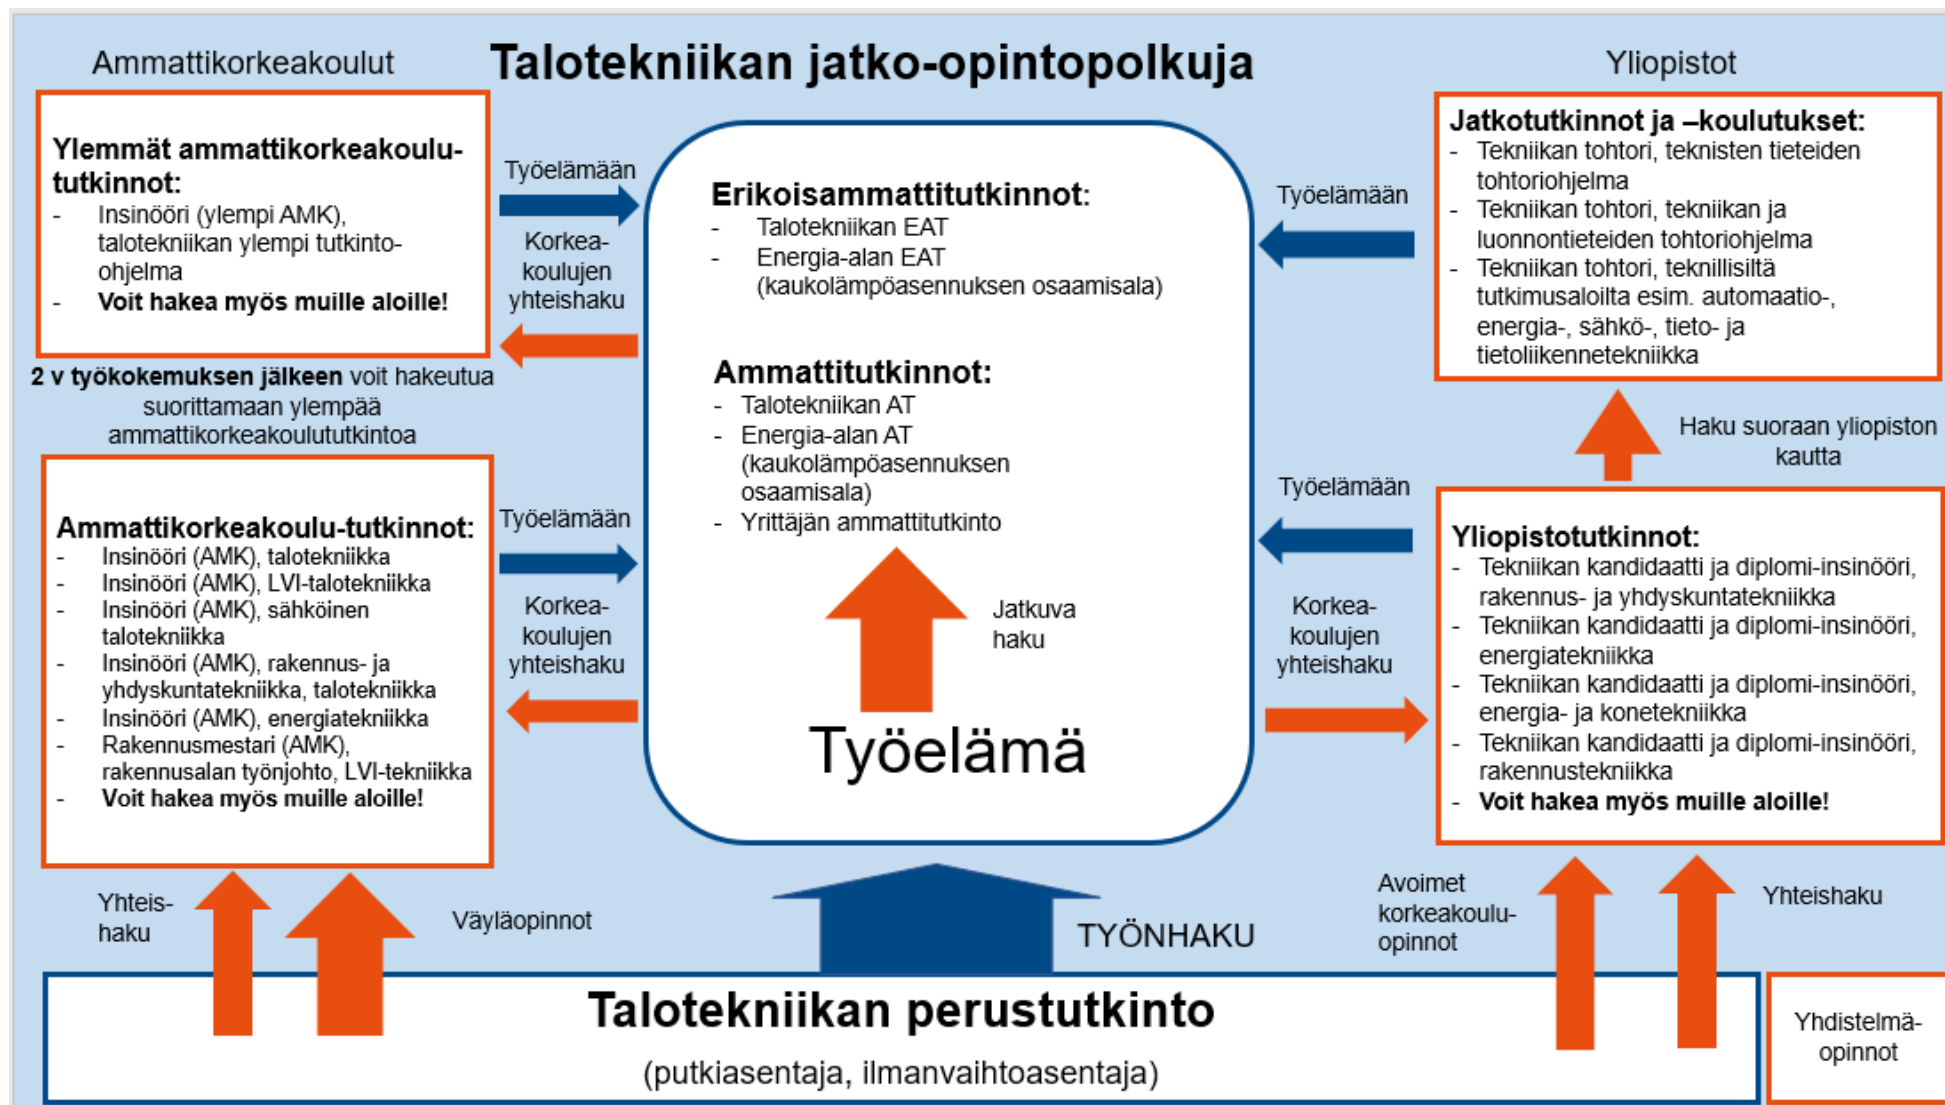 Talotekniikan jatko-opintopolkuja
Ammattikorkeakoulut
Ylemmät ammattikorkeakoulu-
tutkinnot:
- Insinööri (ylempi AMK),
talotekniikan ylempi tutkinto-
ohjelma
- Voit hakea myös muille aloille!
2 v työkokemuksen jälkeen voit hakeutua
suorittamaan ylempää
ammattikorkeakoulututkintoa
Ammattikorkeakoulu-tutkinnot:
- Insinööri (AMK), talotekniikka
- Insinööri (AMK), LVI-talotekniikka
- Insinööri (AMK), sähköinen
talotekniikka
- Insinööri (AMK), rakennus- ja
yhdyskuntatekniikka, talotekniikka
- Insinööri (AMK), energiatekniikka
- Rakennusmestari (AMK),
rakennusalan työnjohto, LVI-tekniikka
- Voit hakea myös muille aloille!
Yhteis-
haku
Väyläopinnot
Työelämään
Korkea-
koulujen
yhteishaku
Työelämään
Korkea-
koulujen
yhteishaku
Erikoisammattitutkinnot:
- Talotekniikan EAT
- Energia-alan EAT
(kaukolämpöasennuksen osaamisala)
Ammattitutkinnot:
- Talotekniikan AT
- Energia-alan AT
(kaukolämpöasennuksen
osaamisala)
- Yrittäjän ammattitutkinto
Jatkuva
haku
Työelämä
TYÖNHAKU
Työelämään
Työelämään
Korkea-
koulujen
yhteishaku
Yliopistot
Jatkotutkinnot ja –koulutukset:
- Tekniikan tohtori, teknisten tieteiden
tohtoriohjelma
- Tekniikan tohtori, tekniikan ja
luonnontieteiden tohtoriohjelma
- Tekniikan tohtori, teknillisiltä
tutkimusaloilta esim. automaatio-,
energia-, sähkö-, tieto- ja
tietoliikennetekniikka
Haku suoraan yliopiston
kautta
Yliopistotutkinnot:
- Tekniikan kandidaatti ja diplomi-insinööri,
rakennus- ja yhdyskuntatekniikka
- Tekniikan kandidaatti ja diplomi-insinööri,
energiatekniikka
- Tekniikan kandidaatti ja diplomi-insinööri,
energia- ja konetekniikka
- Tekniikan kandidaatti ja diplomi-insinööri,
rakennustekniikka
- Voit hakea myös muille aloille!
Avoimet
korkeakoulu-
opinnot
Yhteishaku
Talotekniikan perustutkinto
(putkiasentaja, ilmanvaihtoasentaja)
Yhdistelmä-
opinnot